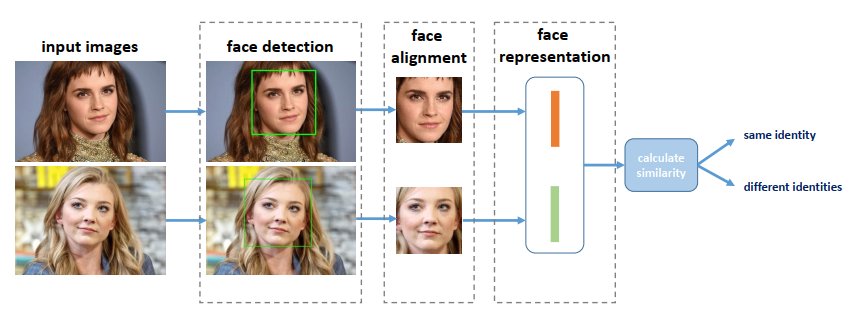 input images
face detection
face
alignment
face
representation
calculate
similarity
same identity
different identities